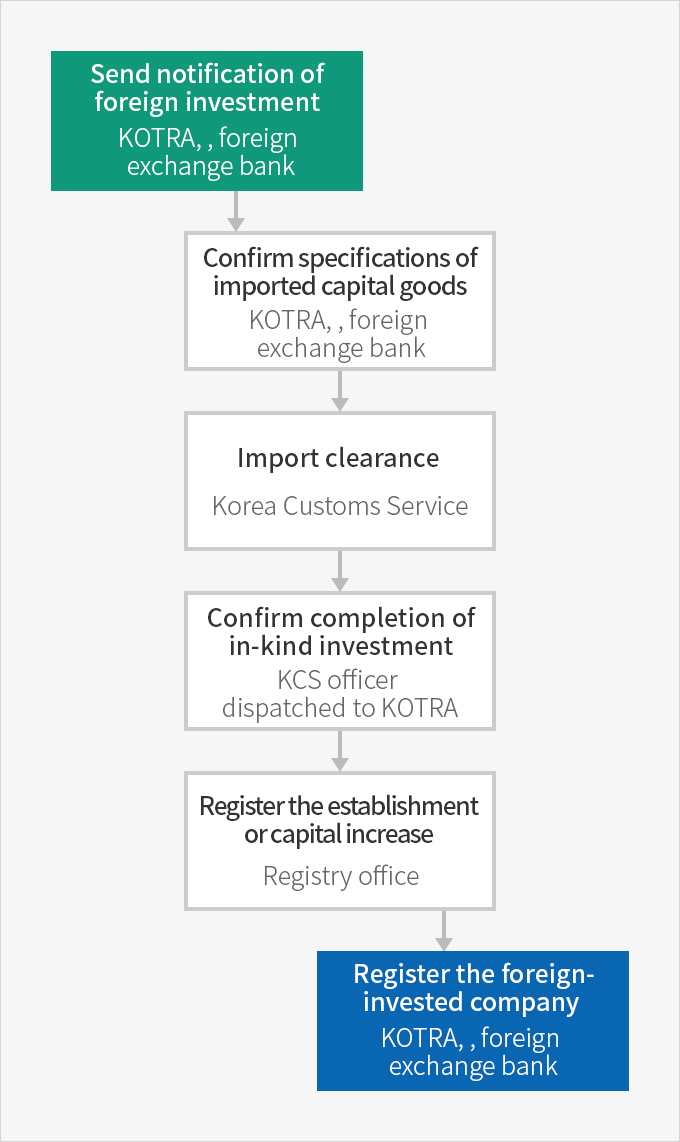 Send notification of
foreign investment
KOTRA, , foreign
exchange bank
Confirm specifications of
imported capital goods
KOTRA, , foreign
exchange bank
Import clearance
Korea Customs Service
Confirm completion of
in-kind investment
KCS officer
dispatched to KOTRA
Register the establishment
or capital increase
Registry office
Register the foreign-
invested company
KOTRA, , foreign
exchange bank